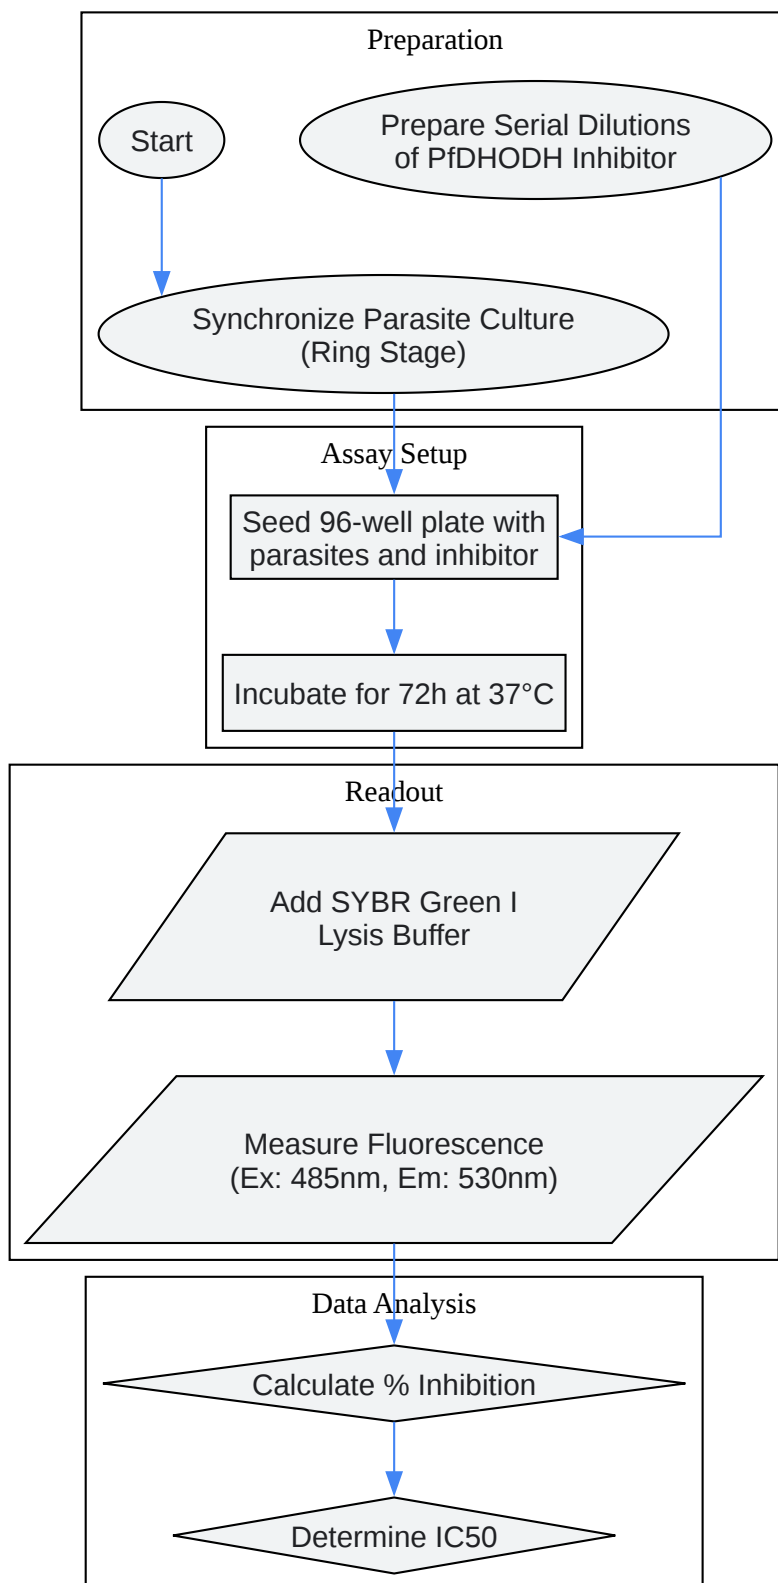 Preparation
Start
Prepare Serial Dilutions
of PfDHODH Inhibitor
Synchronize Parasite Culture
(Ring Stage)
Assay Setup
Seed 96-well plate with
parasites and inhibitor
Incubate for 72h at 37°C
Readout
Add SYBR Green I
Lysis Buffer
Measure Fluorescence
(Ex: 485nm, Em: 530nm)
Data Analysis
Calculate % Inhibition
Determine IC50